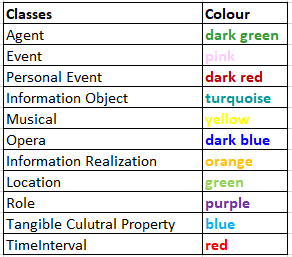 Classes Colour
Agent dark green
Event pink
Personal Event dark red
Information Object turquoise
Musical yellow
Opera dark blue
Information Realization orange
Location green
Role purple
Tangible Culutral Property blue
TimeInterval red